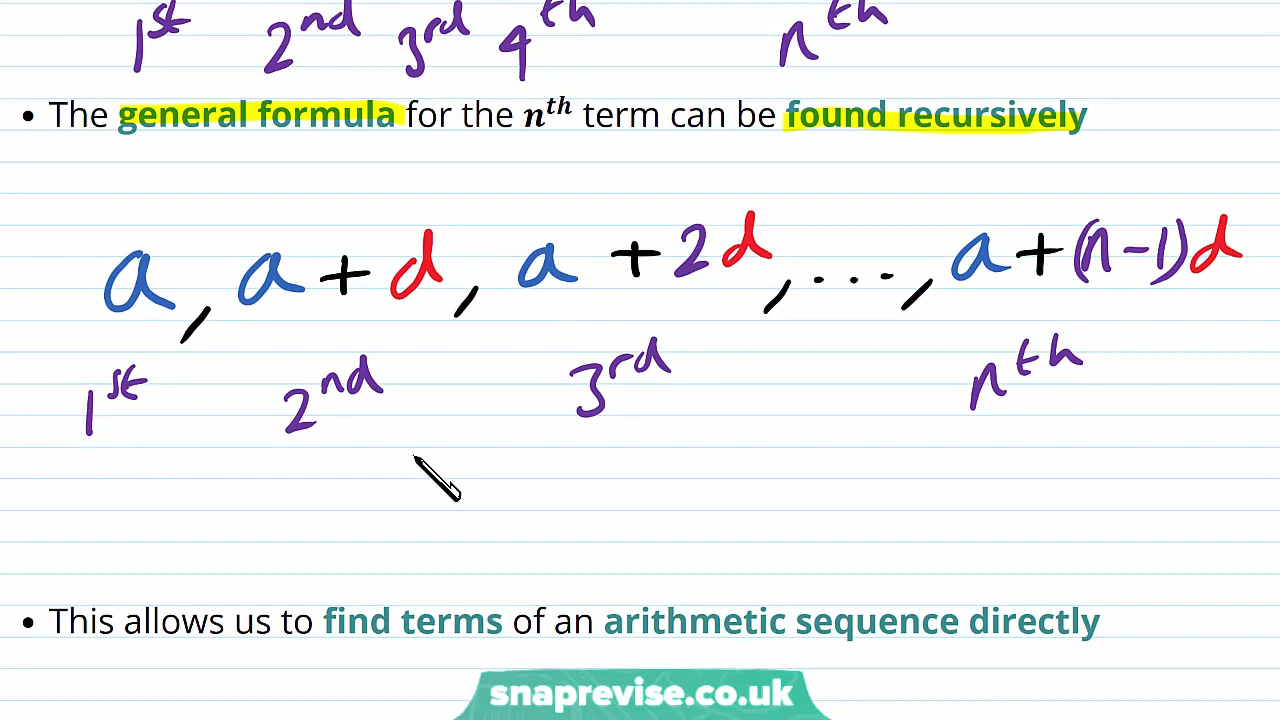 1st 2nd 3rd 4th nth
• The general formula for the nth term can be found recursively
a, a + d, a + 2d, ..., a + (n-1)d
1st 2nd 3rd nth
• This allows us to find terms of an arithmetic sequence directly
snaprevise.co.uk